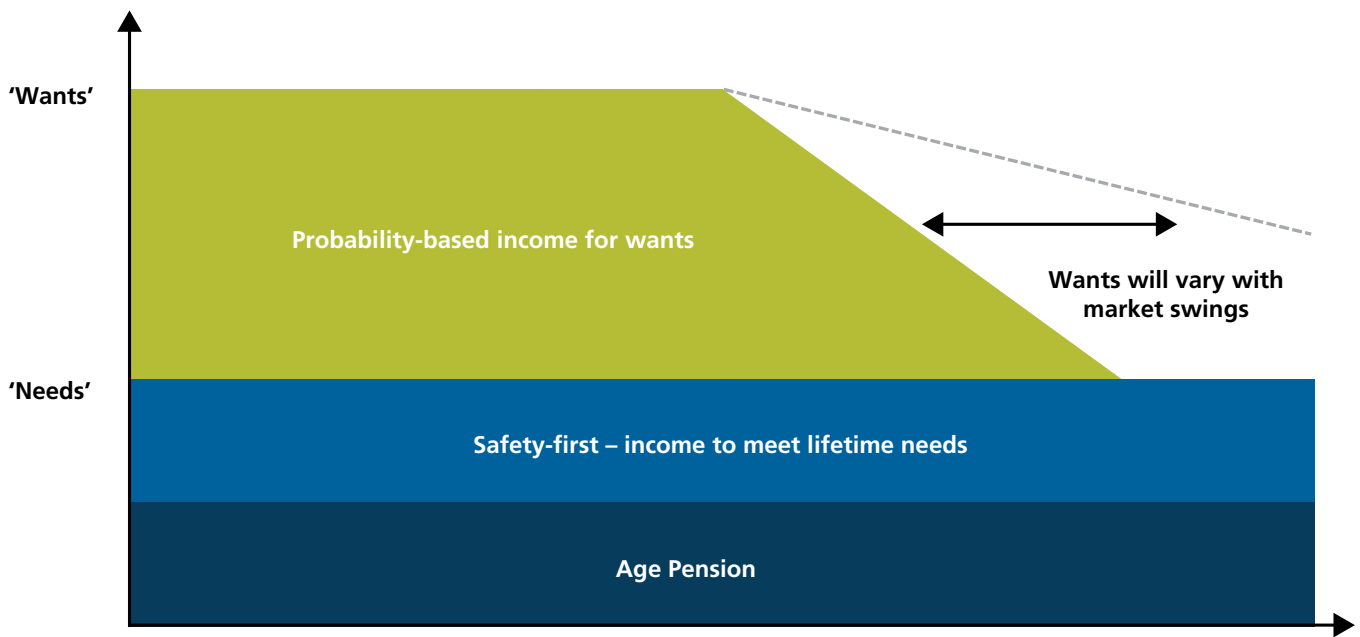 ‘Wants’
Probability-based income for wants
Wants will vary with
market swings
‘Needs’
Safety-first – income to meet lifetime needs
Age Pension